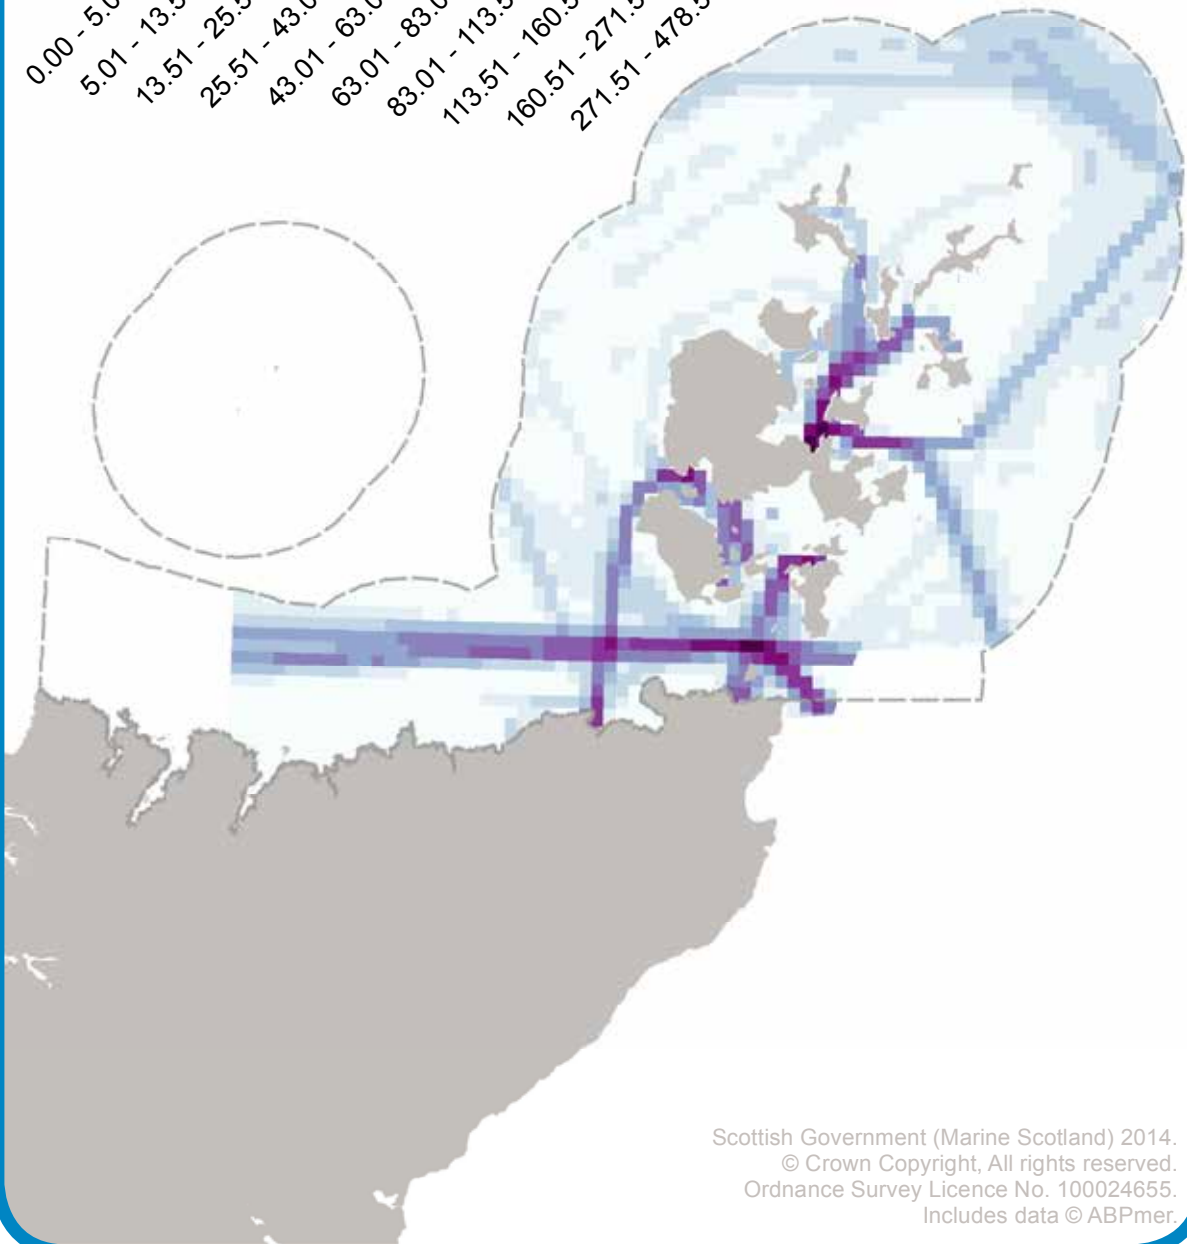 0.00 - 5.0
5.01 - 13.5
13.51 - 25.5
25.51 - 43.0
43.01 - 63.0
63.01 - 83.0
83.01 - 113.5
113.51 - 160.5
160.51 - 271.5
271.51 - 478.5
Scottish Government (Marine Scotland) 2014.
© Crown Copyright, All rights reserved.
Ordnance Survey Licence No. 100024655.
Includes data © ABPmer.